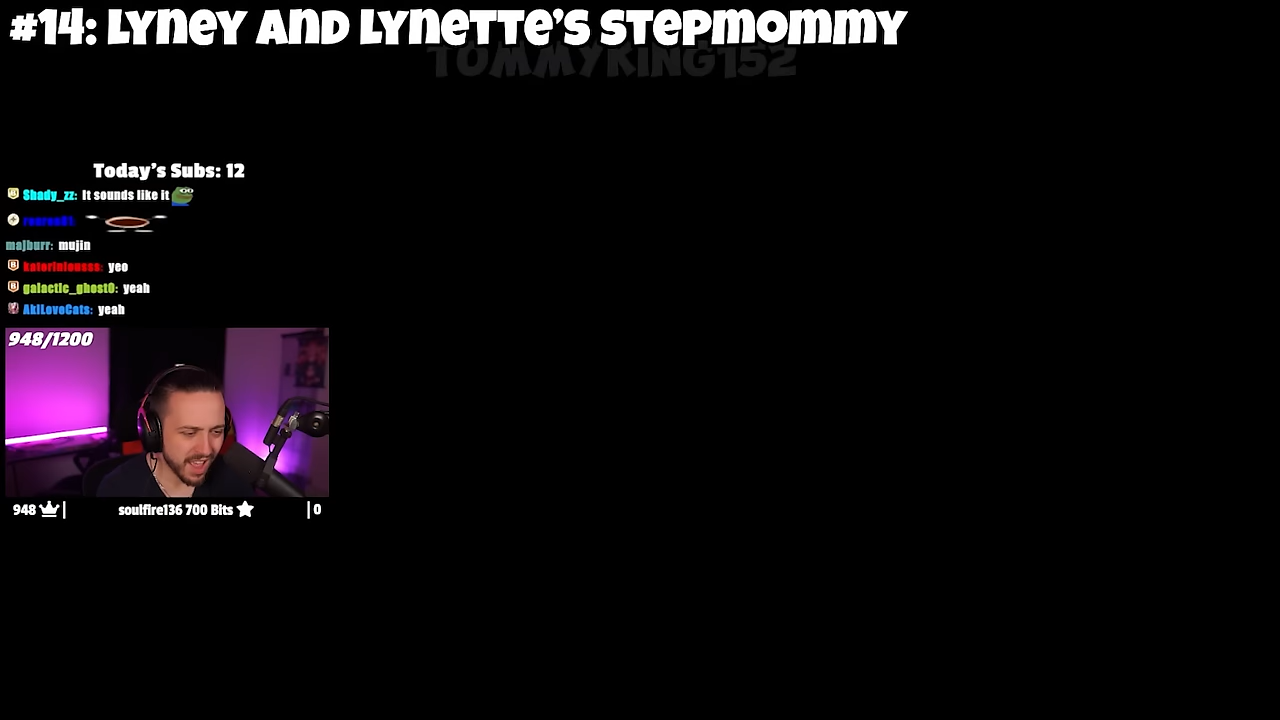 #14: Lyney and Lynette's Stepmommy
TOMMYKING152
Today's Subs: 12
Shady_zz: It sounds like it
majburr: mujin
yeo
galactic_ghost0: yeah
AkiLoveCats: yeah
948/1200
948 | soulfire136 700 Bits | 0